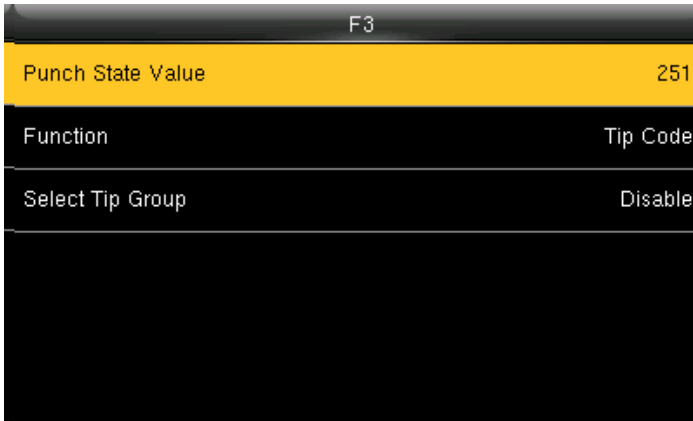 F3
Punch State Value 251
Function Tip Code
Select Tip Group Disable